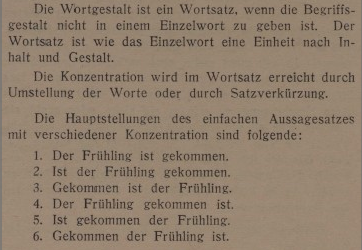 Die Wortgestalt ist ein Wortsatz, wenn die Begriffs-
gestalt nicht in einem Einzelwort zu geben ist. Der
Wortsatz ist wie das Einzelwort eine Einheit nach In-
halt und Gestalt.
Die Konzentration wird im Wortsatz erreicht durch
Umstellung der Worte oder durch Satzverkürzung.
Die Hauptstellungen des einfachen Aussagesatzes
mit verschiedener Konzentration sind folgende:
1. Der Frühling ist gekommen.
2. Ist der Frühling gekommen.
3. Gekommen ist der Frühling.
4. Der Frühling gekommen ist.
5. Ist gekommen der Frühling.
6. Gekommen der Frühling ist.